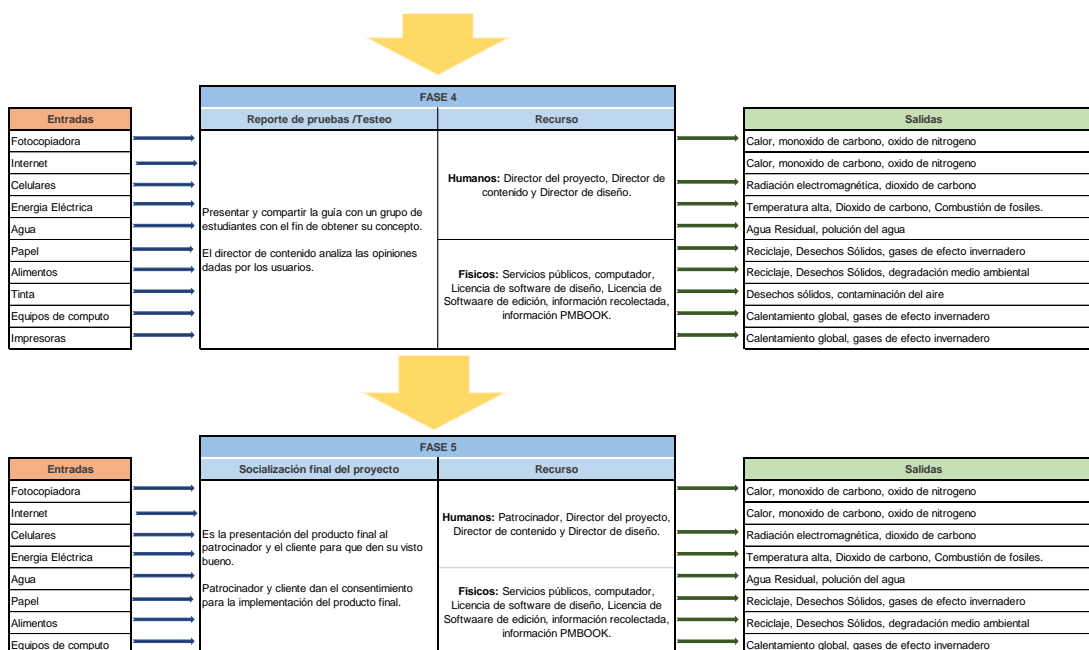 FASE 4
Entradas
Reporte de pruebas /Testeo
Recurso
Salidas
Fotocopiadora
Internet
Celulares
Energia Eléctrica
Agua
Papel
Alimentos
Tinta
Equipos de computo
Impresoras
Presentar y compartir la guía con un grupo de
estudiantes con el fin de obtener su concepto.
El director de contenido analiza las opiniones
dadas por los usuarios.
Humanos: Director del proyecto, Director de
contenido y Director de diseño.
Fisicos: Servicios públicos, computador,
Licencia de software de diseño, Licencia de
Softwaare de edición, información recolectada,
información PMBOOK.
Calor, monoxido de carbono, oxido de nitrogeno
Calor, monoxido de carbono, oxido de nitrogeno
Radiación electromagnética, dioxido de carbono
Temperatura alta, Dioxido de carbono, Combustión de fosiles.
Agua Residual, polución del agua
Reciclaje, Desechos Sólidos, gases de efecto invernadero
Reciclaje, Desechos Sólidos, degradación medio ambiental
Desechos sólidos, contaminación del aire
Calentamiento global, gases de efecto invernadero
Calentamiento global, gases de efecto invernadero
FASE 5
Entradas
Socialización final del proyecto
Recurso
Salidas
Fotocopiadora
Internet
Celulares
Energia Eléctrica
Agua
Papel
Alimentos
Equipos de computo
Es la presentación del producto final al
patrocinador y el cliente para que den su visto
bueno.
Patrocinador y cliente dan el consentimiento
para la implementación del producto final.
Humanos: Patrocinador, Director del proyecto,
Director de contenido y Director de diseño.
Fisicos: Servicios públicos, computador,
Licencia de software de diseño, Licencia de
Softwaare de edición, información recolectada,
información PMBOOK.
Calor, monoxido de carbono, oxido de nitrogeno
Calor, monoxido de carbono, oxido de nitrogeno
Radiación electromagnética, dioxido de carbono
Temperatura alta, Dioxido de carbono, Combustión de fosiles.
Agua Residual, polución del agua
Reciclaje, Desechos Sólidos, gases de efecto invernadero
Reciclaje, Desechos Sólidos, degradación medio ambiental
Calentamiento global, gases de efecto invernadero